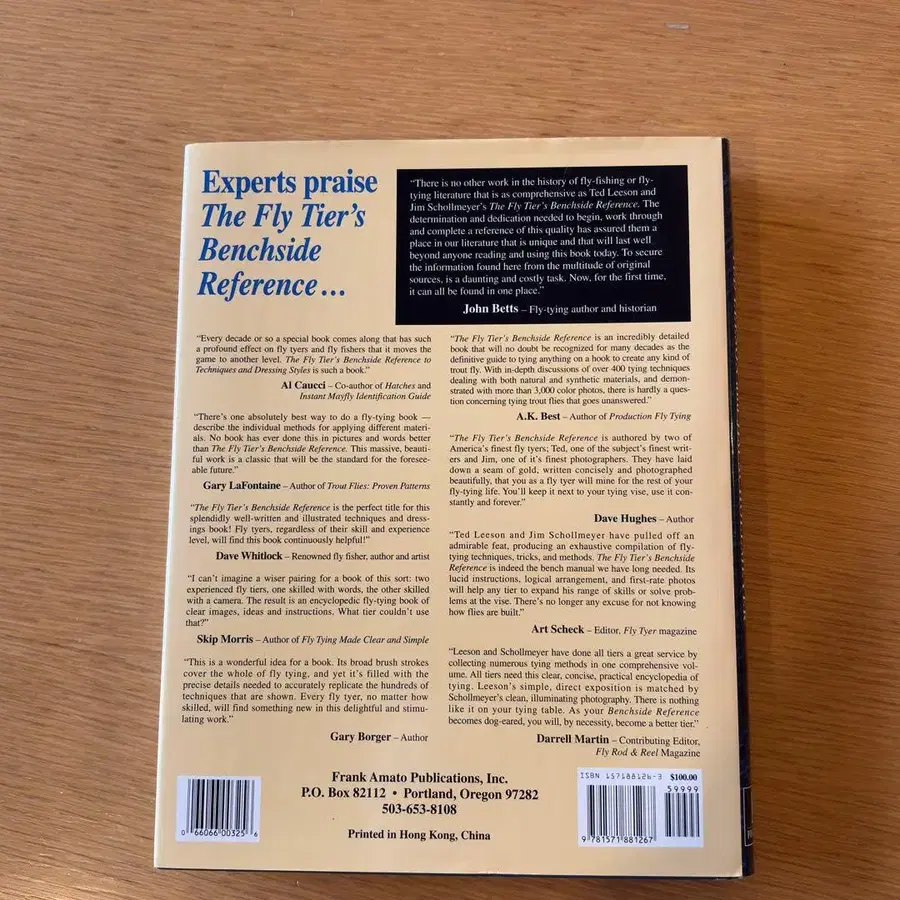 Experts praise
The Fly Tier's
Benchside
Reference...
"There is no other work in the history of fly-fishing or fly-
tying literature that is as comprehensive as Ted Leeson and
Jim Schollmeyer's The Fly Tier's Benchside Reference. The
determination and dedication needed to begin, work through
and complete a reference of this quality has assured them a
place in our literature that is unique and that will last well
beyond anyone reading and using this book today. To secure
the information found here from the multitude of original
sources, is a daunting and costly task. Now, for the first time,
it can all be found in one place."
John Betts – Fly-tying author and historian
"Every decade or so a special book comes along that has such
a profound effect on fly tyers and fly fishers that it moves the
game to another level. The Fly Tier's Benchside Reference to
Techniques and Dressing Styles is such a book."
Al Caucci – Co-author of Hatches and
Instant Mayfly Identification Guide
"There's one absolutely best way to do a fly-tying book —
describe the individual methods for applying different materi-
als. No book has ever done this in pictures and words better
than The Fly Tier's Benchside Reference. This massive, beauti-
ful work is a classic that will be the standard for the foresee-
able future."
Gary LaFontaine – Author of Trout Flies: Proven Patterns
"The Fly Tier's Benchside Reference is the perfect title for this
splendidly well-written and illustrated techniques and dress-
ings book! Fly tyers, regardless of their skill and experience
level, will find this book continuously helpful!"
Dave Whitlock – Renowned fly fisher, author and artist
"I can't imagine a wiser pairing for a book of this sort: two
experienced fly tiers, one skilled with words, the other skilled
with a camera. The result is an encyclopedic fly-tying book of
clear images, ideas and instructions. What tier couldn't use
that?"
Skip Morris – Author of Fly Tying Made Clear and Simple
"This is a wonderful idea for a book. Its broad brush strokes
cover the whole of fly tying, and yet it's filled with the
precise details needed to accurately replicate the hundreds of
techniques that are shown. Every fly tyer, no matter how
skilled, will find something new in this delightful and stimu-
lating work."
Gary Borger – Author
"The Fly Tier's Benchside Reference is an incredibly detailed
book that will no doubt be recognized for many decades as the
definitive guide to tying anything on a hook to create any kind of
trout fly. With in-depth discussions of over 400 tying techniques
dealing with both natural and synthetic materials, and demon-
strated with more than 3,000 color photos, there is hardly a ques-
tion concerning tying trout flies that goes unanswered."
A.K. Best – Author of Production Fly Tying
"The Fly Tier's Benchside Reference is authored by two of
America's finest fly tyers; Ted, one of the subject's finest writ-
ers and Jim, one of it's finest photographers. They have laid
down a seam of gold, written concisely and photographed
beautifully, that you as a fly tyer will mine for the rest of your
fly-tying life. You'll keep it next to your tying vise, use it con-
stantly and forever."
Dave Hughes – Author
"Ted Leeson and Jim Schollmeyer have pulled off an
admirable feat, producing an exhaustive compilation of fly-
tying techniques, tricks, and methods. The Fly Tier's Benchside
Reference is indeed the bench manual we have long needed. Its
lucid instructions, logical arrangement, and first-rate photos
will help any tier to expand his range of skills or solve prob-
lems at the vise. There's no longer any excuse for not knowing
how flies are built."
Art Scheck – Editor, Fly Tyer magazine
"Leeson and Schollmeyer have done all tiers a great service by
collecting numerous tying methods in one comprehensive vol-
ume. All tiers need this clear, concise, practical encyclopedia of
tying. Leeson's simple, direct exposition is matched by
Schollmeyer's clean, illuminating photography. There is nothing
like it on your tying table. As your Benchside Reference
becomes dog-eared, you will, by necessity, become a better tier."
Darrell Martin – Contributing Editor,
Fly Rod & Reel Magazine
Frank Amato Publications, Inc.
P.O. Box 82112 • Portland, Oregon 97282
503-653-8108
Printed in Hong Kong, China
0 66066 00325 6
ISBN 157188126-3 $100.00
59999
9 781571 881267